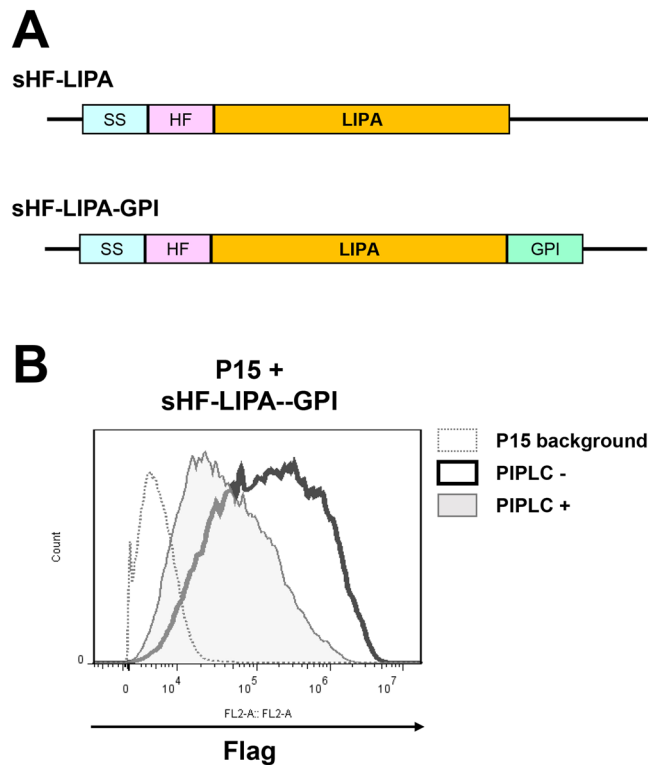 A
sHF-LIPA
SS HF LIPA
sHF-LIPA-GPI
SS HF LIPA GPI
B
P15 +
sHF-LIPA--GPI
P15 background
PIPLC -
PIPLC +
Count
0
0 10^4 10^5 10^6 10^7
FL2-A:: FL2-A
Flag